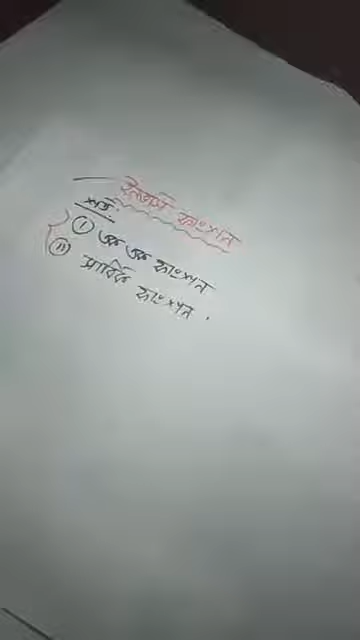 ইনভার্স ফাংশন
শর্ত:
(i) এক এক ফাংশন
(ii) সার্বিক ফাংশন .